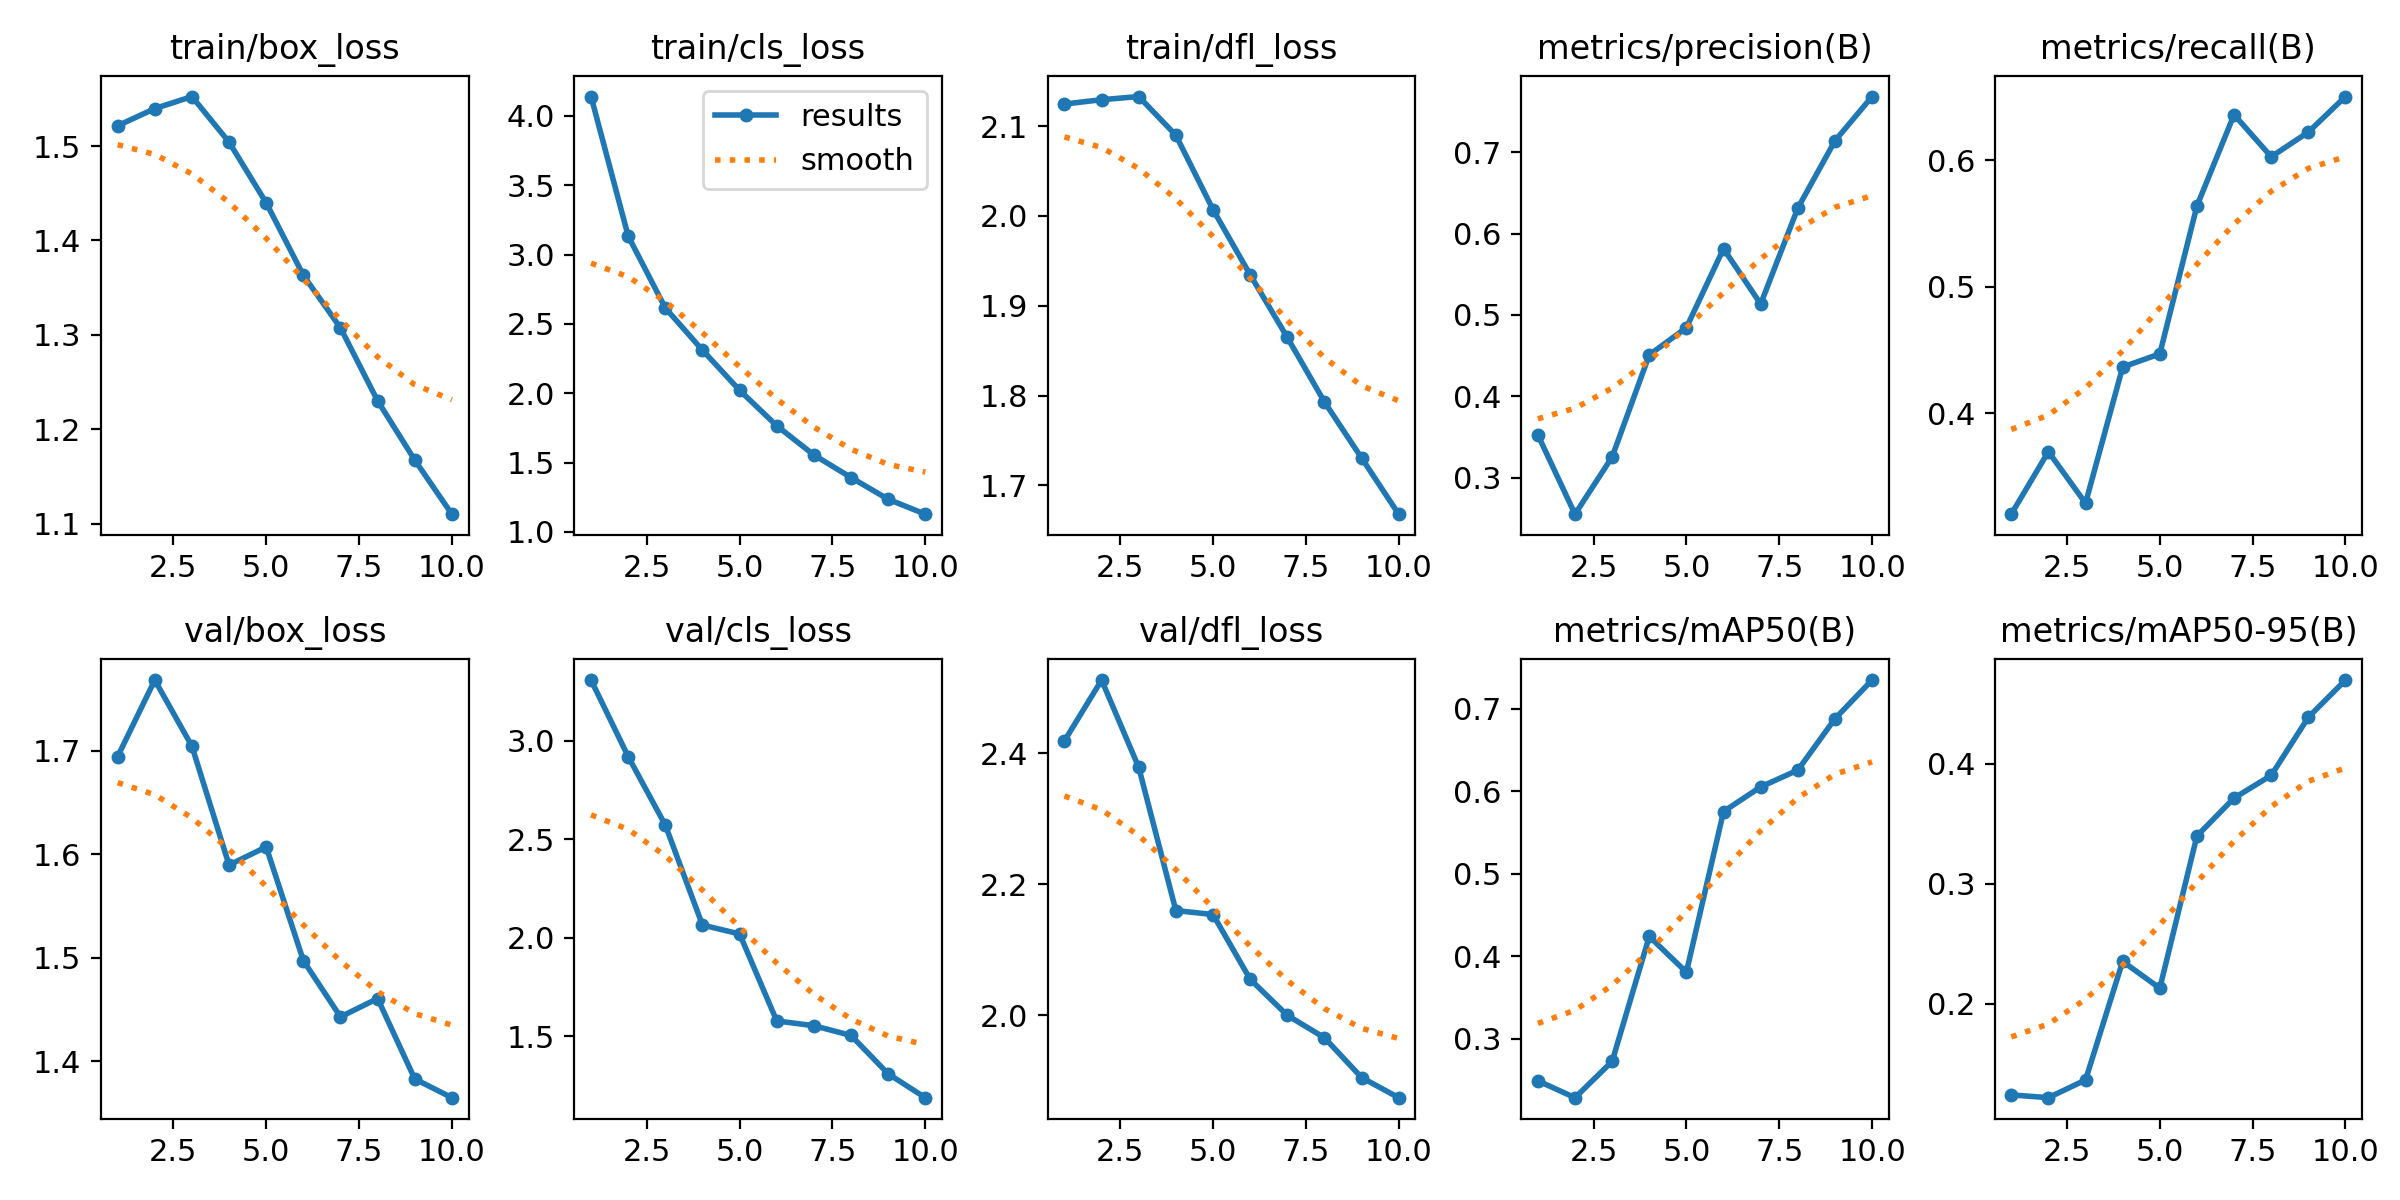 train/box_loss
1.5
1.4
1.3
1.2
1.1
2.5 5.0 7.5 10.0
train/cls_loss
results
smooth
4.0
3.5
3.0
2.5
2.0
1.5
1.0
2.5 5.0 7.5 10.0
train/dfl_loss
2.1
2.0
1.9
1.8
1.7
2.5 5.0 7.5 10.0
metrics/precision(B)
0.7
0.6
0.5
0.4
0.3
2.5 5.0 7.5 10.0
metrics/recall(B)
0.6
0.5
0.4
2.5 5.0 7.5 10.0
val/box_loss
1.7
1.6
1.5
1.4
2.5 5.0 7.5 10.0
val/cls_loss
3.0
2.5
2.0
1.5
2.5 5.0 7.5 10.0
val/dfl_loss
2.4
2.2
2.0
2.5 5.0 7.5 10.0
metrics/mAP50(B)
0.7
0.6
0.5
0.4
0.3
2.5 5.0 7.5 10.0
metrics/mAP50-95(B)
0.4
0.3
0.2
2.5 5.0 7.5 10.0